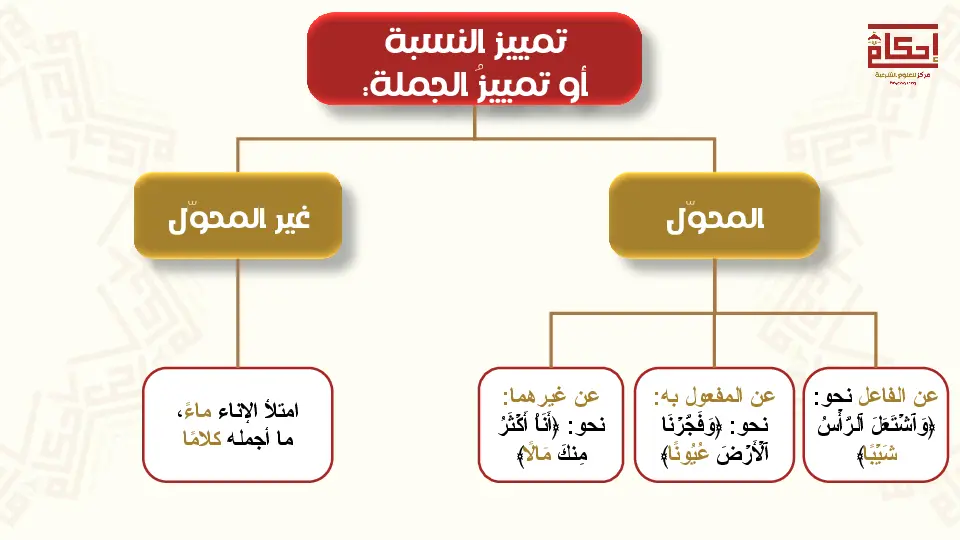 تمييز النسبة
أو تمييزُ الجملة:
إحكام
مركز للعلوم الشرعية
المحوّل
غير المحوّل
عن الفاعل نحو:
﴿وَٱشۡتَعَلَ ٱلرَّأۡسُ
شَيۡبٗا﴾
عن المفعول به:
نحو: ﴿وَفَجَّرۡنَا
ٱلۡأَرۡضَ عُيُونٗا﴾
عن غيرهما:
نحو: ﴿أَنَا۠ أَكۡثَرُ
مِنكَ مَالٗا﴾
امتلأ الإناء ماءً،
ما أجمله كلامًا